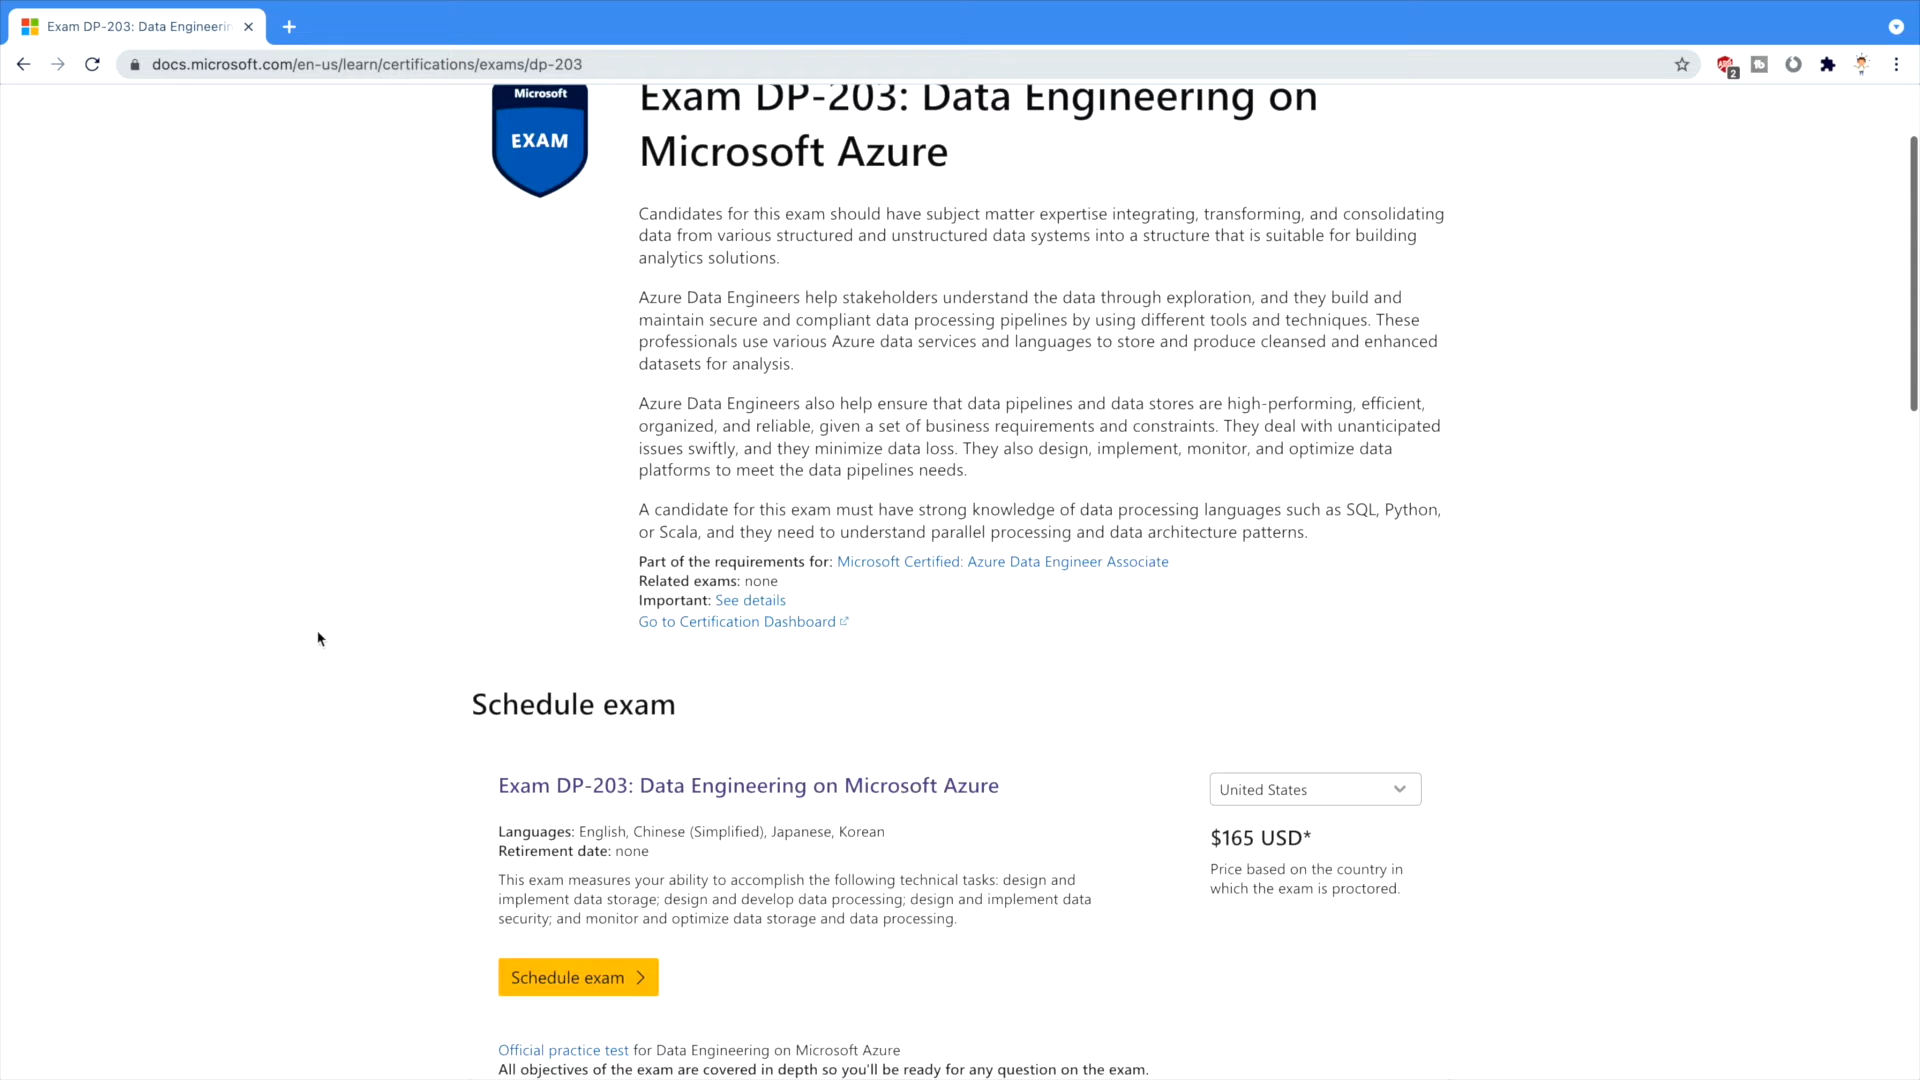 Exam DP-203: Data Engineerin
docs.microsoft.com/en-us/learn/certifications/exams/dp-203
2
Microsoft
EXAM
Exam DP-203: Data Engineering on
Microsoft Azure
Candidates for this exam should have subject matter expertise integrating, transforming, and consolidating
data from various structured and unstructured data systems into a structure that is suitable for building
analytics solutions.
Azure Data Engineers help stakeholders understand the data through exploration, and they build and
maintain secure and compliant data processing pipelines by using different tools and techniques. These
professionals use various Azure data services and languages to store and produce cleansed and enhanced
datasets for analysis.
Azure Data Engineers also help ensure that data pipelines and data stores are high-performing, efficient,
organized, and reliable, given a set of business requirements and constraints. They deal with unanticipated
issues swiftly, and they minimize data loss. They also design, implement, monitor, and optimize data
platforms to meet the data pipelines needs.
A candidate for this exam must have strong knowledge of data processing languages such as SQL, Python,
or Scala, and they need to understand parallel processing and data architecture patterns.
Part of the requirements for: Microsoft Certified: Azure Data Engineer Associate
Related exams: none
Important: See details
Go to Certification Dashboard
Schedule exam
Exam DP-203: Data Engineering on Microsoft Azure
Languages: English, Chinese (Simplified), Japanese, Korean
Retirement date: none
This exam measures your ability to accomplish the following technical tasks: design and
implement data storage; design and develop data processing; design and implement data
security; and monitor and optimize data storage and data processing.
United States
$165 USD*
Price based on the country in
which the exam is proctored.
Schedule exam
Official practice test for Data Engineering on Microsoft Azure
All objectives of the exam are covered in depth so you'll be ready for any question on the exam.